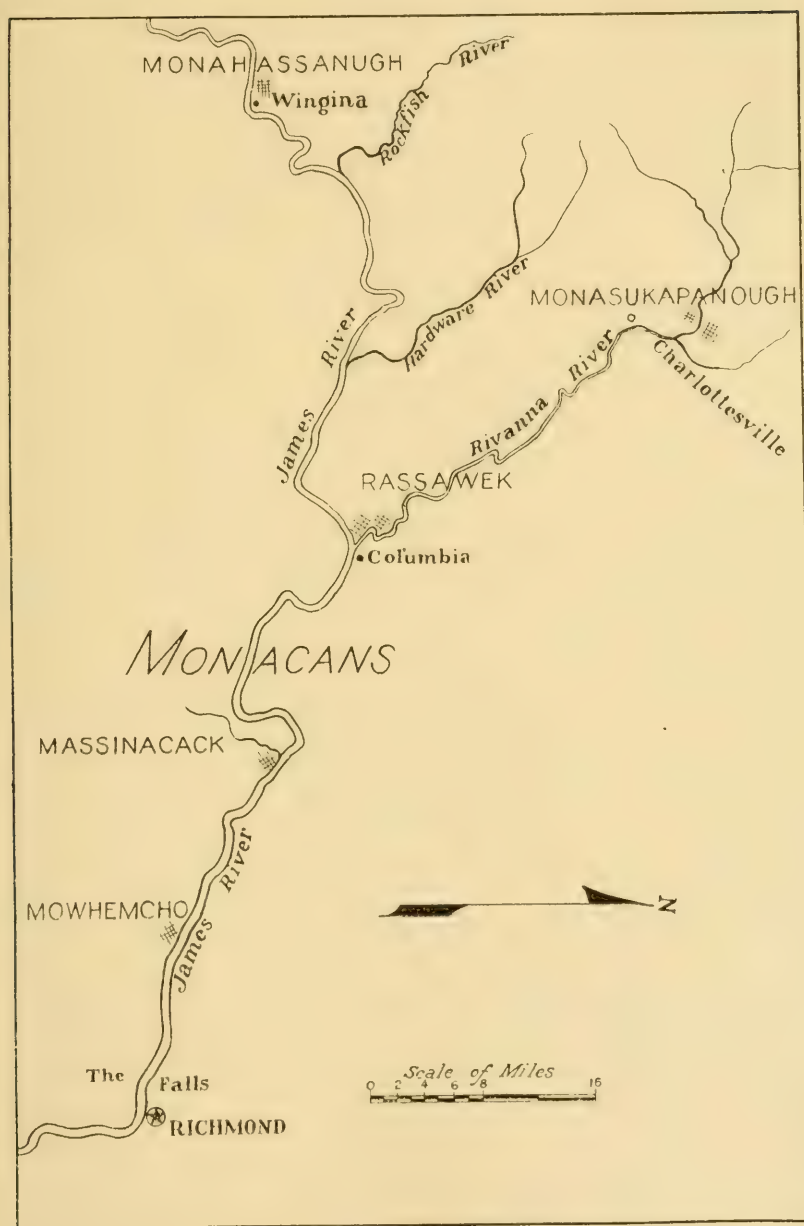 MONAHASSANUGH
Wingina
Rockfish River
James River
Hardware River
MONASUKAPANOUGH
Charlottesville
Rivanna River
RASSAWEK
Columbia
MONACANS
MASSINACACK
James River
MOWHEMCHO
N
The Falls
RICHMOND
Scale of Miles
0 2 4 6 8 16